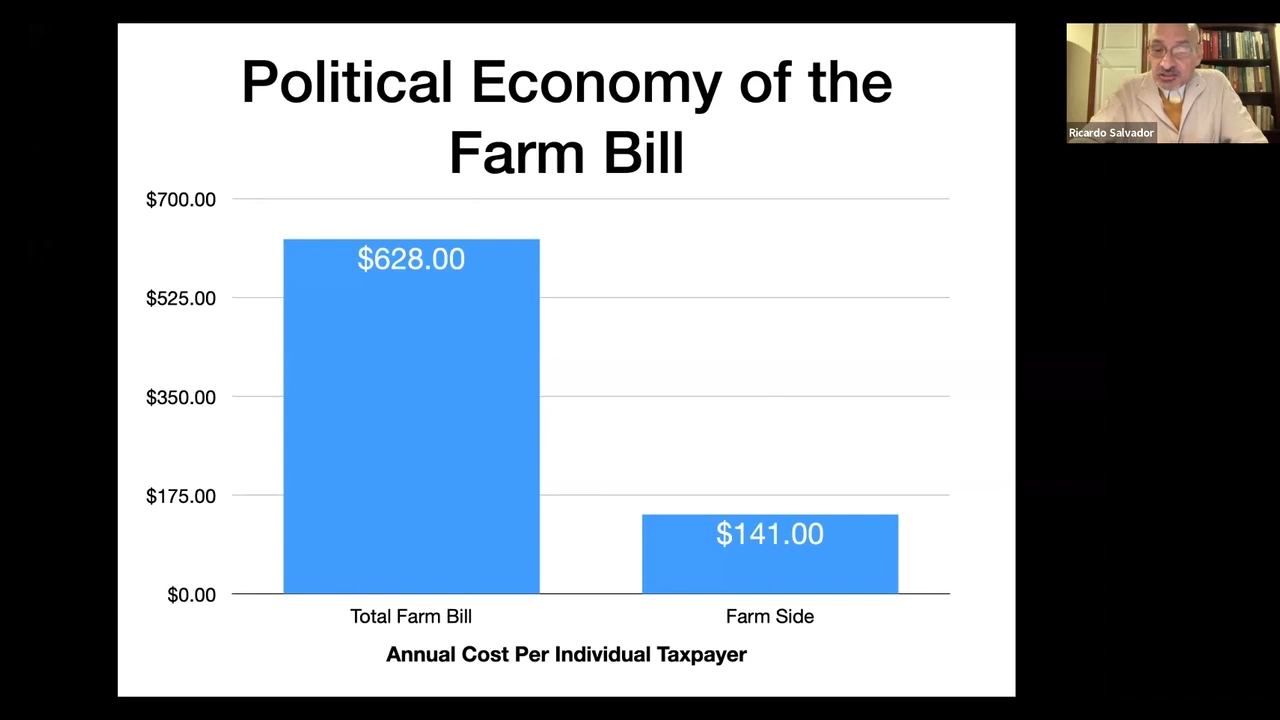 Political Economy of the
Farm Bill
$700.00
$525.00
$350.00
$175.00
$0.00
$628.00
$141.00
Total Farm Bill
Farm Side
Annual Cost Per Individual Taxpayer
Ricardo Salvador